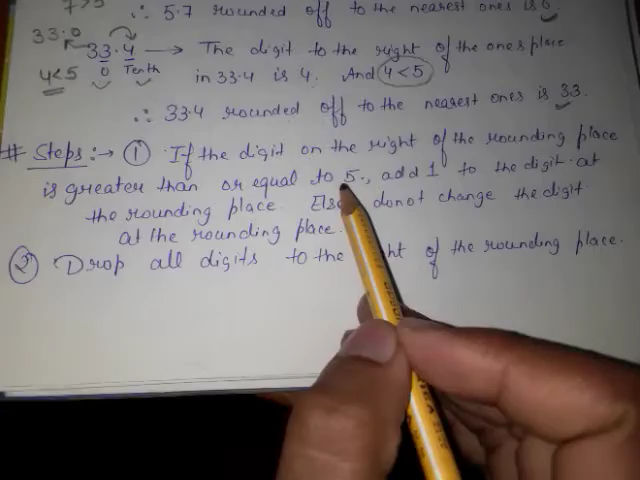 7>5 ∴ 5.7 rounded off to the nearest ones is 6.
33.0
33.4 → The digit to the right of the ones place
4<5 0 Tenth in 33.4 is 4. And 4<5
∴ 33.4 rounded off to the nearest ones is 33.
# Steps:→ ① If the digit on the right of the rounding place
is greater than or equal to 5, add 1 to the digit at
the rounding place. Else donot change the digit
at the rounding place.
② Drop all digits to the right of the rounding place.